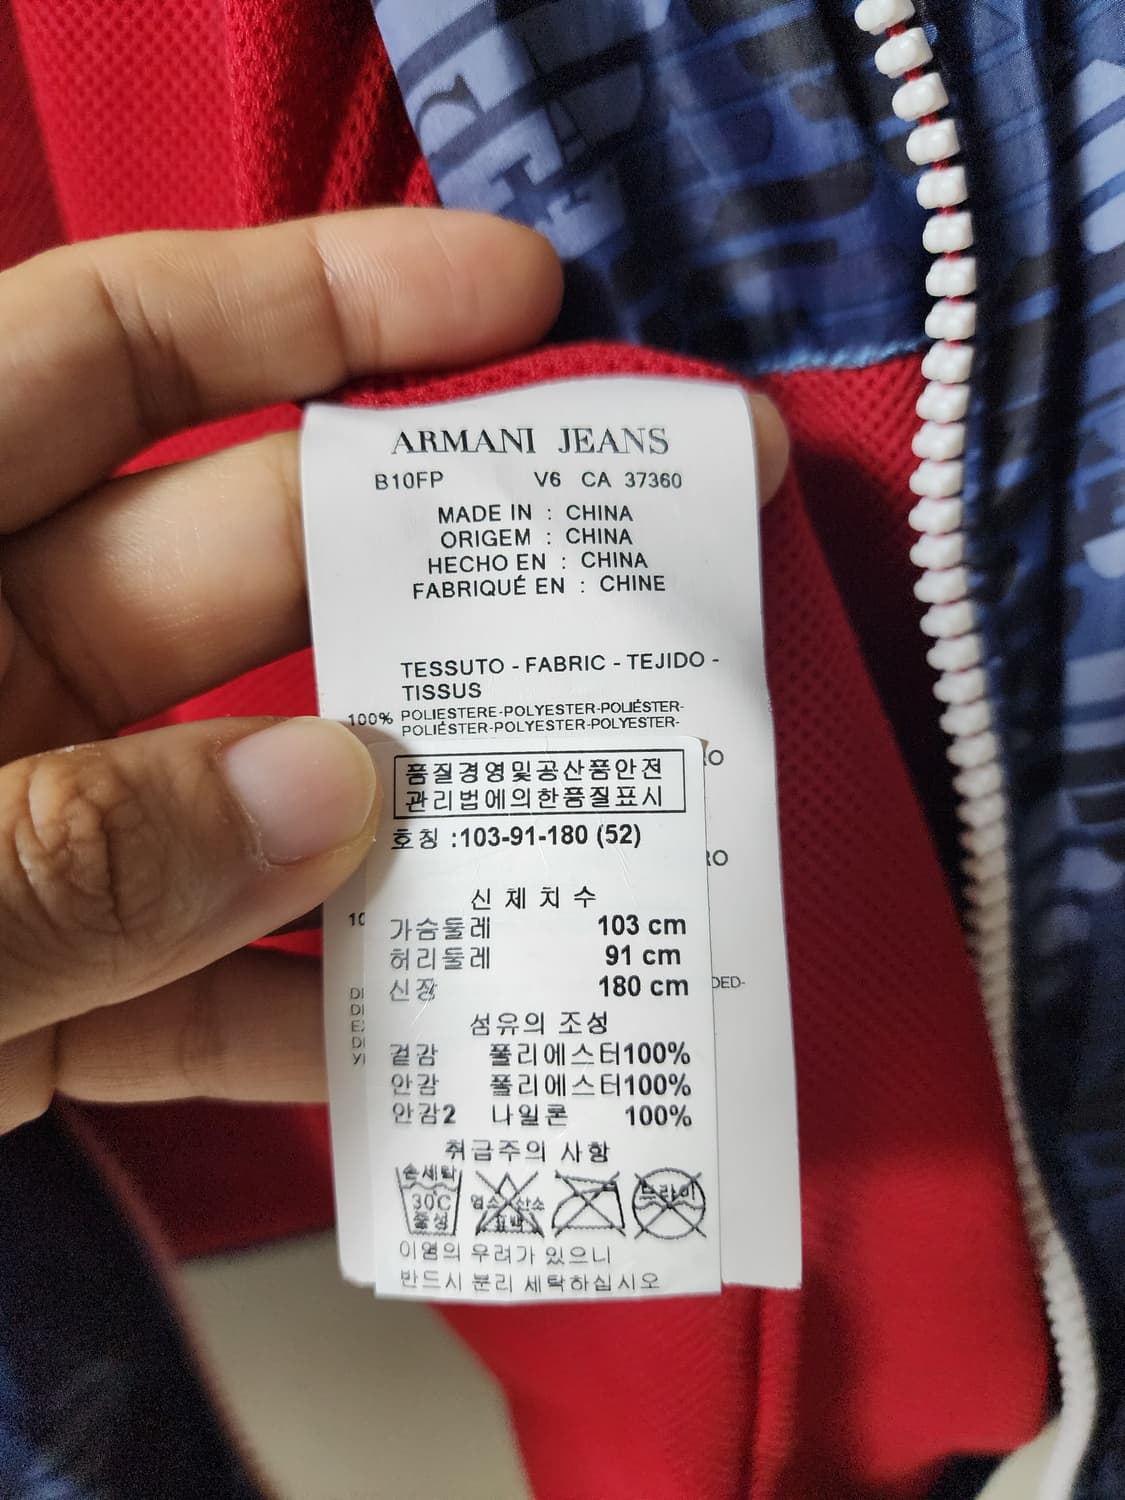 ARMANI JEANS
B10FP V6 CA 37360
MADE IN : CHINA
ORIGEM : CHINA
HECHO EN : CHINA
FABRIQUÉ EN : CHINE
TESSUTO - FABRIC - TEJIDO -
TISSUS
100% POLIESTERE-POLYESTER-POLIÉSTER-
POLIÉSTER-POLYESTER-POLYESTER-
품질경영및공산품안전
관리법에의한품질표시
호칭 :103-91-180 (52)
신체치수
가슴둘레 103 cm
허리둘레 91 cm
신장 180 cm
섬유의 조성
겉감 폴리에스터100%
안감 폴리에스터100%
안감2 나일론 100%
취급주의 사항
손세탁
30℃
중성
염소 산소
표백
드라이
이염의 우려가 있으니
반드시 분리 세탁하십시오